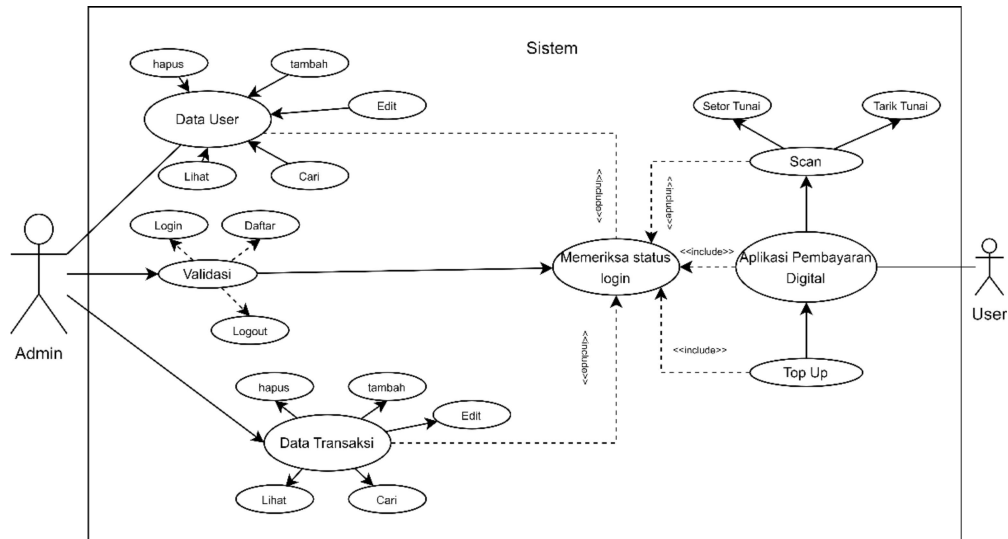 Sistem
hapus
tambah
Data User
Edit
Lihat
Cari
<<include>>
Setor Tunai
Tarik Tunai
Scan
<<include>>
Login
Daftar
Validasi
Memeriksa status
login
<<include>>
Aplikasi Pembayaran
Digital
Logout
Admin
User
<<include>>
<<include>>
Top Up
hapus
tambah
Edit
Data Transaksi
Lihat
Cari